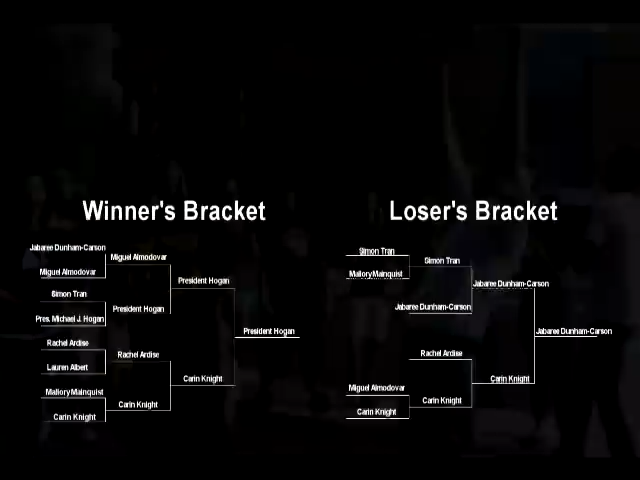 Winner's Bracket
Jabaree Dunham-Carson
Miguel Almodovar
Simon Tran
Pres. Michael J. Hogan
Rachel Ardise
Lauren Albert
Mallory Mainquist
Carin Knight
Miguel Almodovar
President Hogan
Rachel Ardise
Carin Knight
President Hogan
Carin Knight
President Hogan
Loser's Bracket
Simon Tran
Mallory Mainquist
Miguel Almodovar
Carin Knight
Simon Tran
Jabaree Dunham-Carson
Rachel Ardise
Carin Knight
Jabaree Dunham-Carson
Carin Knight
Jabaree Dunham-Carson